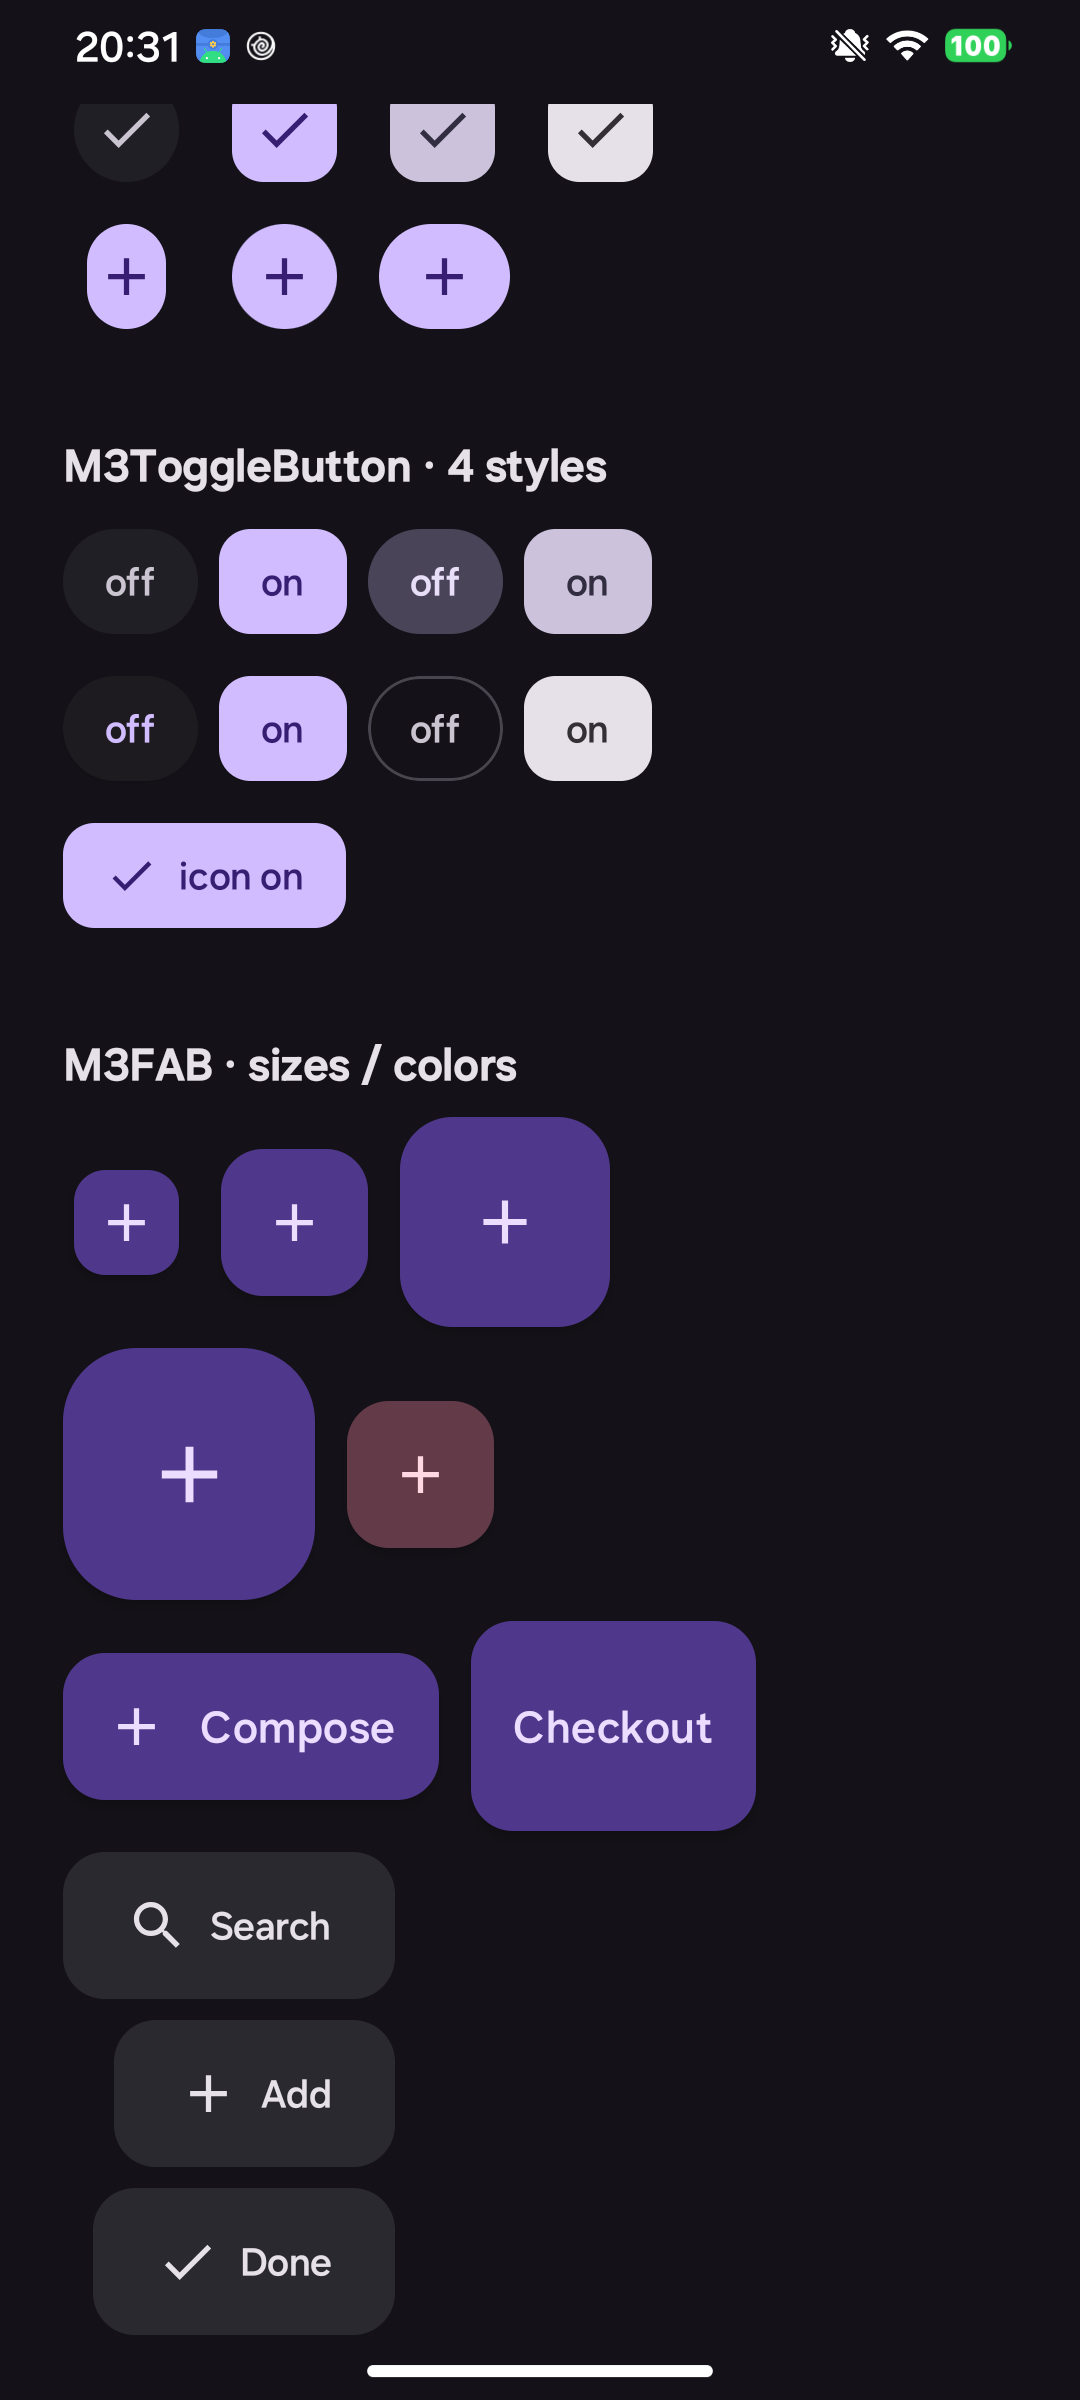 20:31
100
M3ToggleButton · 4 styles
off on off on
off on off on
icon on
M3FAB · sizes / colors
Compose
Checkout
Search
Add
Done